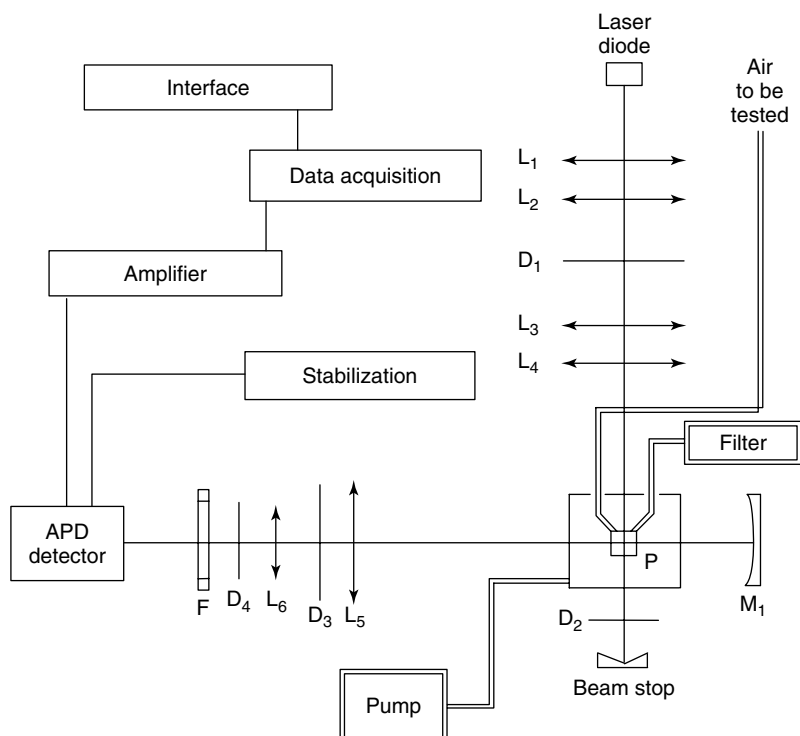 Laser
diode
Air
to be
tested
Interface
L₁
Data acquisition
L₂
Amplifier
D₁
L₃
Stabilization
L₄
Filter
APD
detector
P
F
D₄
L₆
D₃
L₅
D₂
M₁
Beam stop
Pump